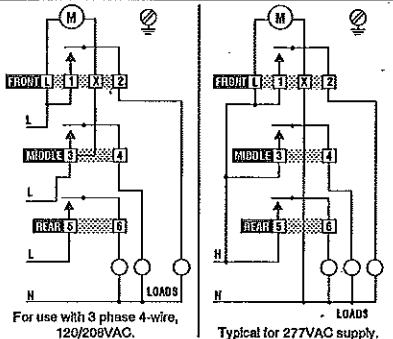 M
FRONT L 1 X 2
L
MIDDLE 3 4
L
REAR 5 6
L
N
LOADS
For use with 3 phase 4-wire,
120/208VAC.
M
FRONT L 1 X 2
MIDDLE 3 4
REAR 5 6
H
N
LOADS
Typical for 277VAC supply.